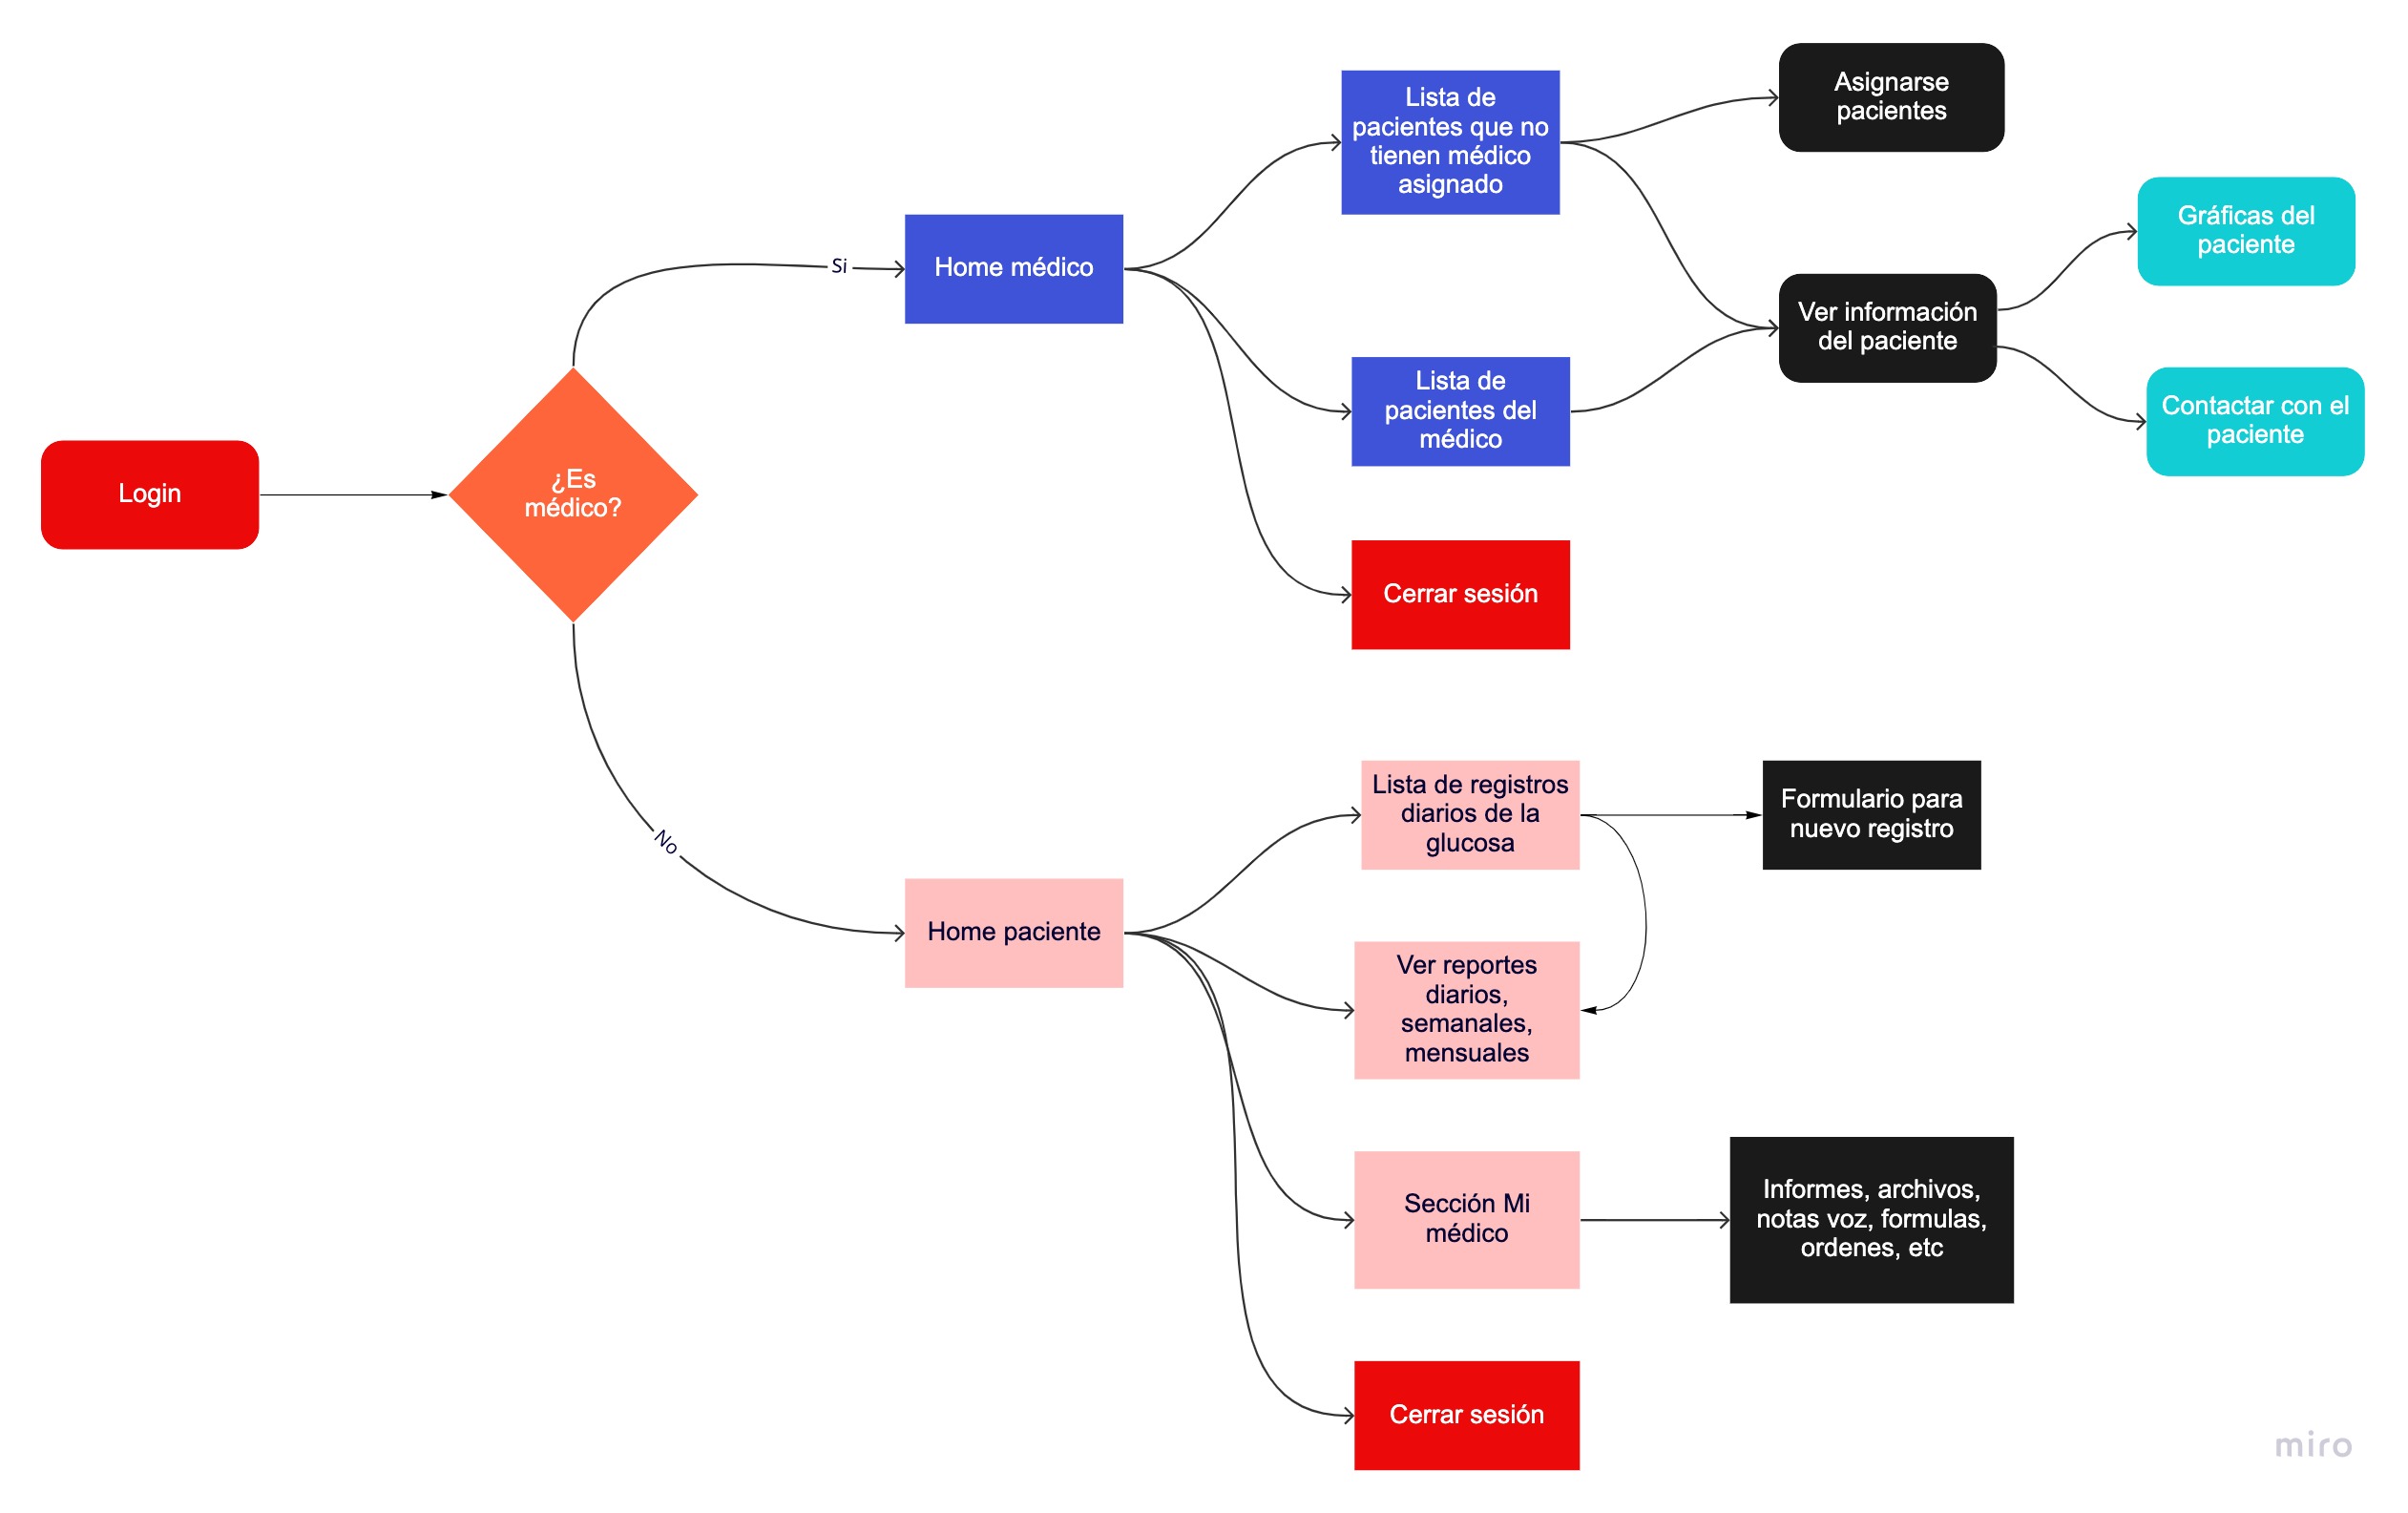 Login
¿Es
médico?
Si
No
Home médico
Lista de
pacientes que no
tienen médico
asignado
Asignarse
pacientes
Lista de
pacientes del
médico
Ver información
del paciente
Gráficas del
paciente
Contactar con el
paciente
Cerrar sesión
Home paciente
Lista de registros
diarios de la
glucosa
Formulario para
nuevo registro
Ver reportes
diarios,
semanales,
mensuales
Sección Mi
médico
Informes, archivos,
notas voz, formulas,
ordenes, etc
Cerrar sesión
miro